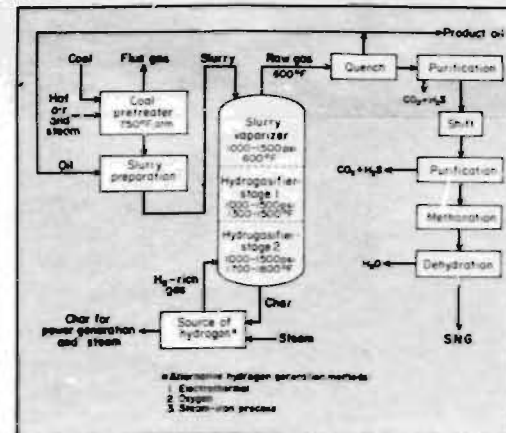 Product oil
Coal
Flue gas
Slurry
Raw gas
600°F
Quench
Purification
CO₂+H₂S
Hot
air
and
steam
Coal
pretreater
750°F, atm
Slurry
vaporizer
1000-1500psi
600°F
Shift
Oil
Slurry
preparation
Hydrogasifier
stage 1
1000-1500psi
1300-1500°F
CO₂+H₂S
Purification
Methanation
Hydrogasifier
stage 2
1000-1500psi
1700-1800°F
H₂O
Dehydration
H₂-rich
gas
Char
Char for
power generation
and steam
Source of
hydrogen*
Steam
SNG
*Alternative hydrogen generation methods
1 Electrothermal
2 Oxygen
3 Steam-iron process